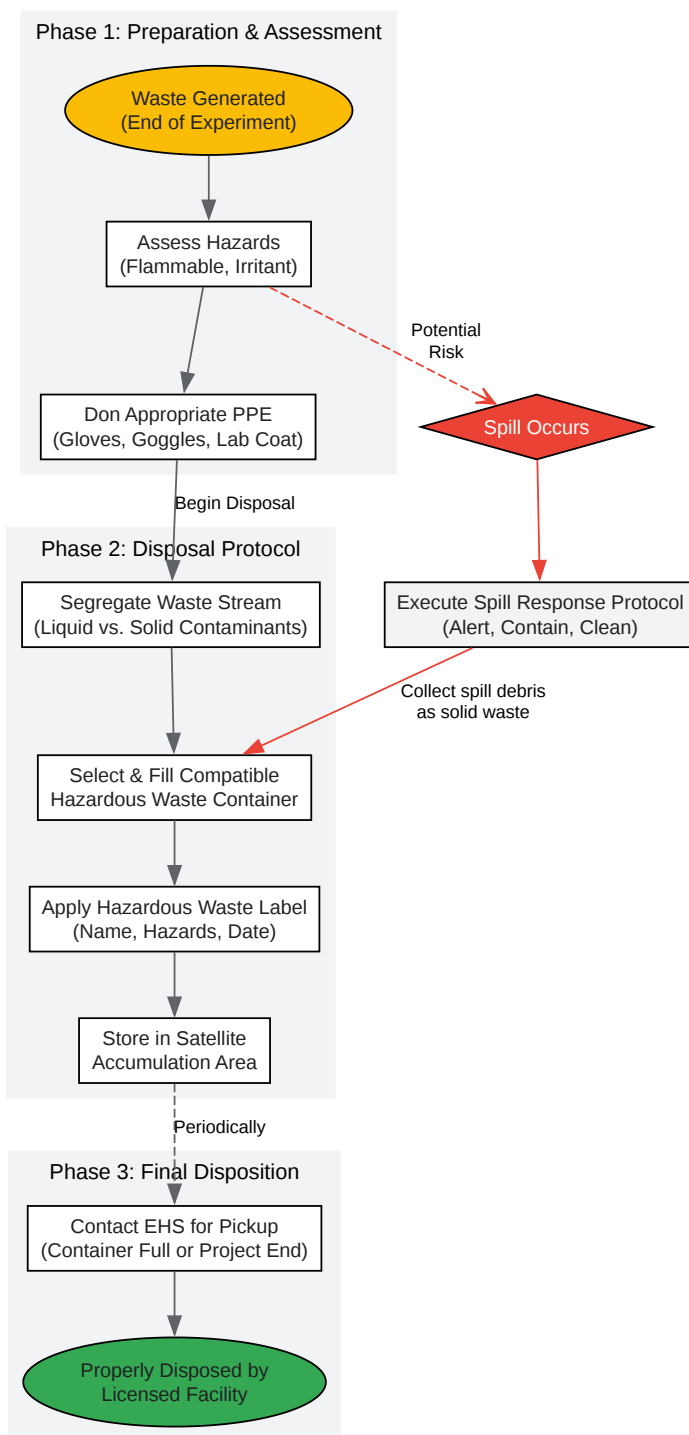 Phase 1: Preparation & Assessment
Waste Generated
(End of Experiment)
Assess Hazards
(Flammable, Irritant)
Potential
Risk
Don Appropriate PPE
(Gloves, Goggles, Lab Coat)
Spill Occurs
Begin Disposal
Phase 2: Disposal Protocol
Segregate Waste Stream
(Liquid vs. Solid Contaminants)
Execute Spill Response Protocol
(Alert, Contain, Clean)
Collect spill debris
as solid waste
Select & Fill Compatible
Hazardous Waste Container
Apply Hazardous Waste Label
(Name, Hazards, Date)
Store in Satellite
Accumulation Area
Periodically
Phase 3: Final Disposition
Contact EHS for Pickup
(Container Full or Project End)
Properly Disposed by
Licensed Facility